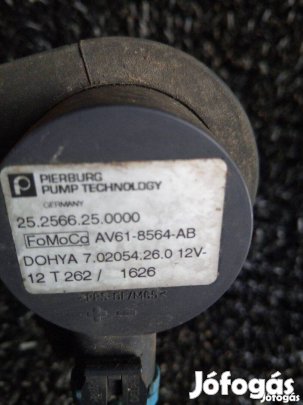 P PIERBURG
PUMP TECHNOLOGY
GERMANY
25.2566.25.0000
FoMoCo AV61-8564-AB
DOHYA 7.02054.26.0 12V-
12 T 262 / 1626
Jófogás
Jófogás